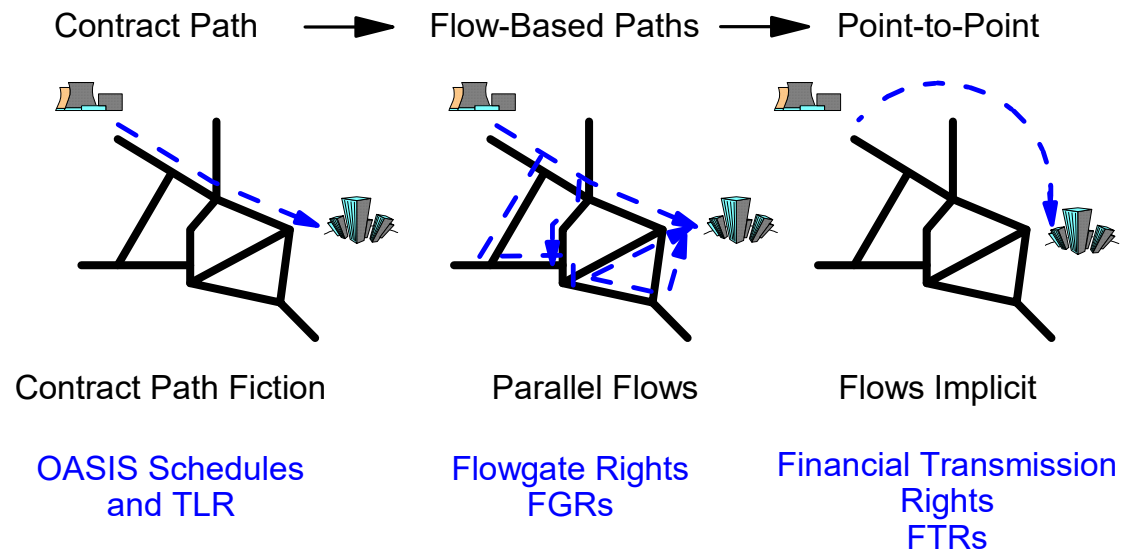 Contract Path
Flow-Based Paths
Point-to-Point
Contract Path Fiction
Parallel Flows
Flows Implicit
OASIS Schedules
and TLR
Flowgate Rights
FGRs
Financial Transmission
Rights
FTRs